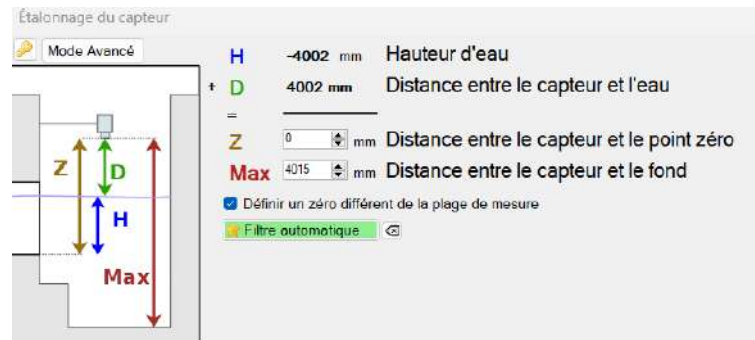 Étalonnage du capteur
Mode Avancé
H -4002 mm Hauteur d'eau
+ D 4002 mm Distance entre le capteur et l'eau
=
Z 0 mm Distance entre le capteur et le point zéro
Max 4015 mm Distance entre le capteur et le fond
Définir un zéro différent de la plage de mesure
Filtre automatique
Z
D
H
Max